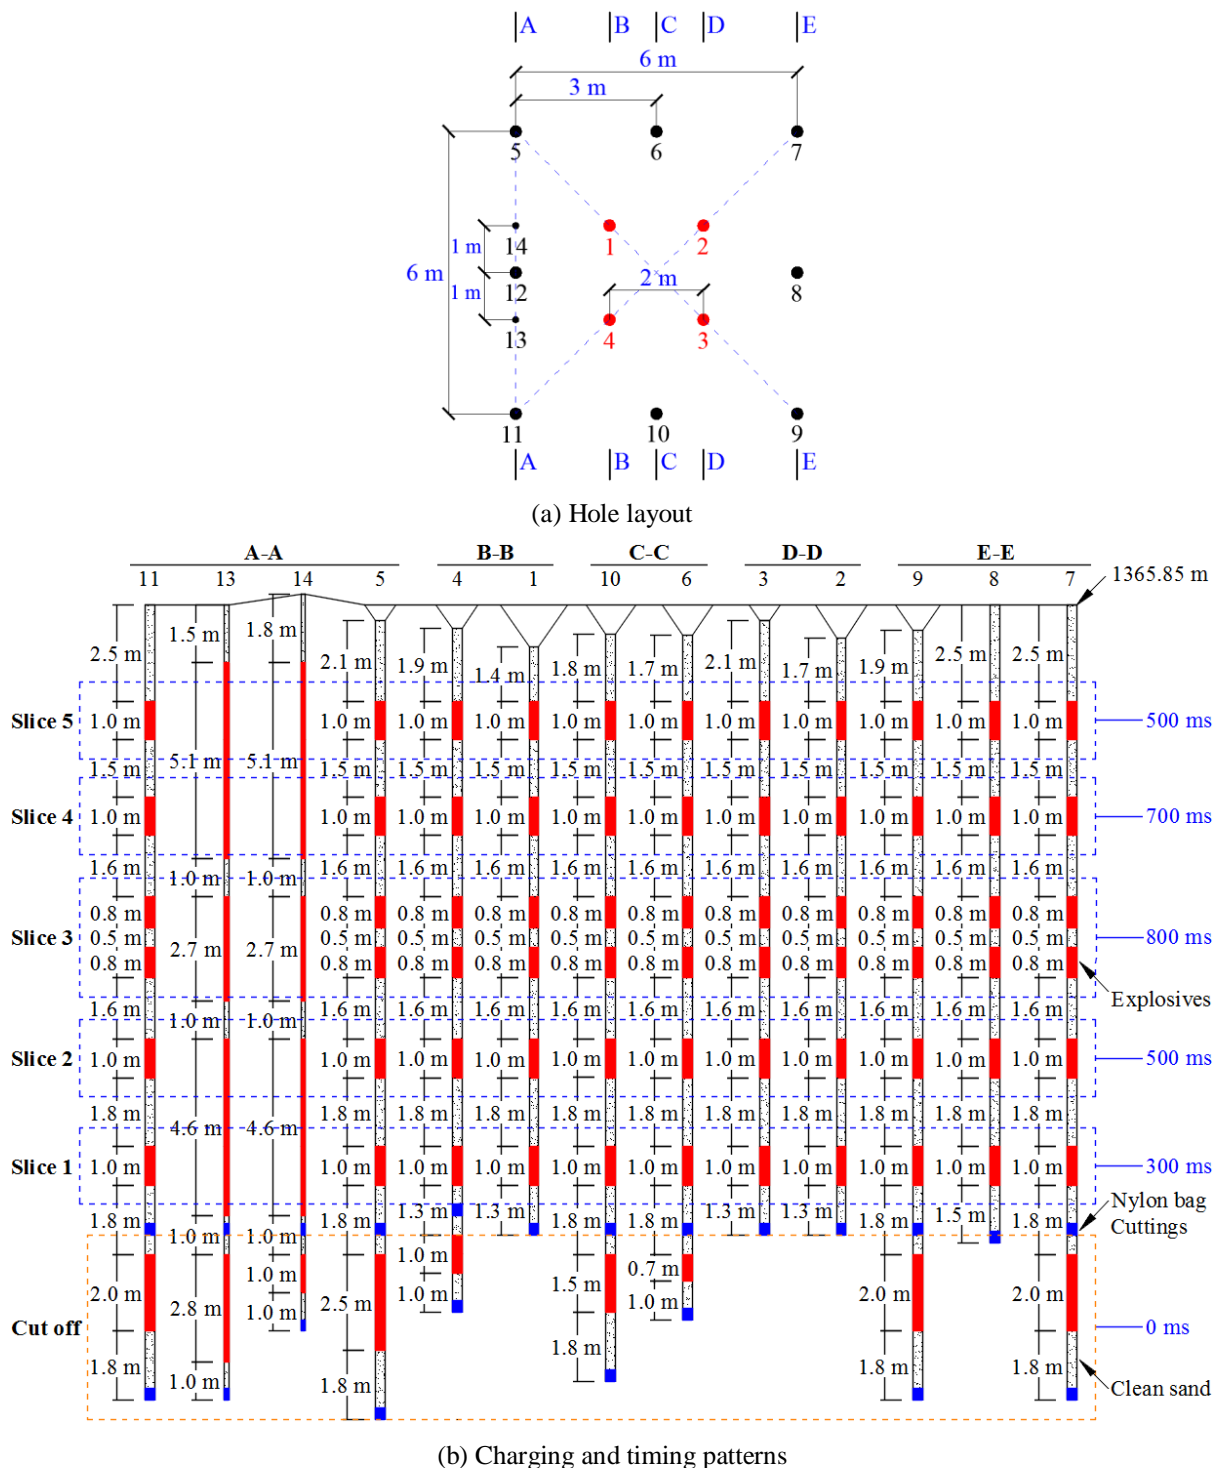 A B C D E
6 m
3 m
5 6 7
1 m 14 1 2
6 m 12 2 m 8
1 m 13 4 3
11 10 9
A B C D E
(a) Hole layout
A-A B-B C-C D-D E-E
11 13 14 5 4 1 10 6 3 2 9 8 7 1365.85 m
2.5 m 1.5 m 1.8 m 2.1 m 1.9 m 1.4 m 1.8 m 1.7 m 2.1 m 1.7 m 1.9 m 2.5 m 2.5 m
Slice 5 1.0 m 1.0 m 1.0 m 1.0 m 1.0 m 1.0 m 1.0 m 1.0 m 1.0 m 1.0 m 1.0 m 500 ms
1.5 m 5.1 m 5.1 m 1.5 m 1.5 m 1.5 m 1.5 m 1.5 m 1.5 m 1.5 m 1.5 m 1.5 m 1.5 m
Slice 4 1.0 m 1.0 m 1.0 m 1.0 m 1.0 m 1.0 m 1.0 m 1.0 m 1.0 m 1.0 m 1.0 m 700 ms
1.6 m 1.0 m 1.0 m 1.6 m 1.6 m 1.6 m 1.6 m 1.6 m 1.6 m 1.6 m 1.6 m 1.6 m 1.6 m
0.8 m 0.8 m 0.8 m 0.8 m 0.8 m 0.8 m 0.8 m 0.8 m 0.8 m 0.8 m 0.8 m
Slice 3 0.5 m 2.7 m 2.7 m 0.5 m 0.5 m 0.5 m 0.5 m 0.5 m 0.5 m 0.5 m 0.5 m 0.5 m 0.5 m 800 ms
0.8 m 0.8 m 0.8 m 0.8 m 0.8 m 0.8 m 0.8 m 0.8 m 0.8 m 0.8 m 0.8 m
Explosives
1.6 m 1.0 m 1.0 m 1.6 m 1.6 m 1.6 m 1.6 m 1.6 m 1.6 m 1.6 m 1.6 m 1.6 m 1.6 m
Slice 2 1.0 m 1.0 m 1.0 m 1.0 m 1.0 m 1.0 m 1.0 m 1.0 m 1.0 m 1.0 m 1.0 m 500 ms
1.8 m 4.6 m 4.6 m 1.8 m 1.8 m 1.8 m 1.8 m 1.8 m 1.8 m 1.8 m 1.8 m 1.8 m 1.8 m
Slice 1 1.0 m 1.0 m 1.0 m 1.0 m 1.0 m 1.0 m 1.0 m 1.0 m 1.0 m 1.0 m 1.0 m 300 ms
1.8 m 1.0 m 1.0 m 1.8 m 1.3 m 1.3 m 1.8 m 1.8 m 1.3 m 1.3 m 1.8 m 1.5 m 1.8 m Nylon bag
Cuttings
1.0 m 1.0 m 0.7 m
2.0 m 2.8 m 1.0 m 2.5 m 1.0 m 1.5 m 1.0 m 2.0 m 2.0 m
Cut off 0 ms
1.8 m 1.0 m 1.8 m 1.8 m 1.8 m 1.8 m Clean sand
(b) Charging and timing patterns